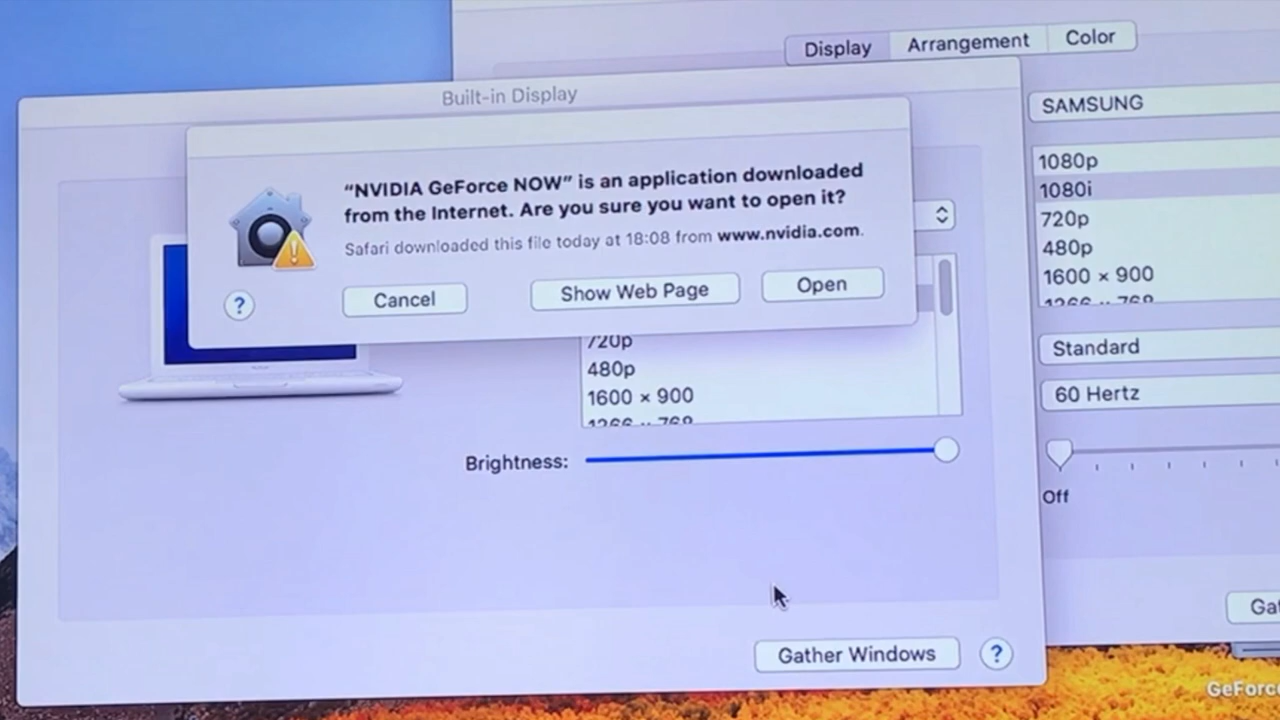 Display
Arrangement
Color
Built-in Display
SAMSUNG
“NVIDIA GeForce NOW” is an application downloaded
from the Internet. Are you sure you want to open it?
Safari downloaded this file today at 18:08 from www.nvidia.com.
?
Cancel
Show Web Page
Open
1080p
1080i
720p
480p
1600 × 900
720p
480p
1600 × 900
Standard
60 Hertz
Brightness:
Off
Gather Windows
?